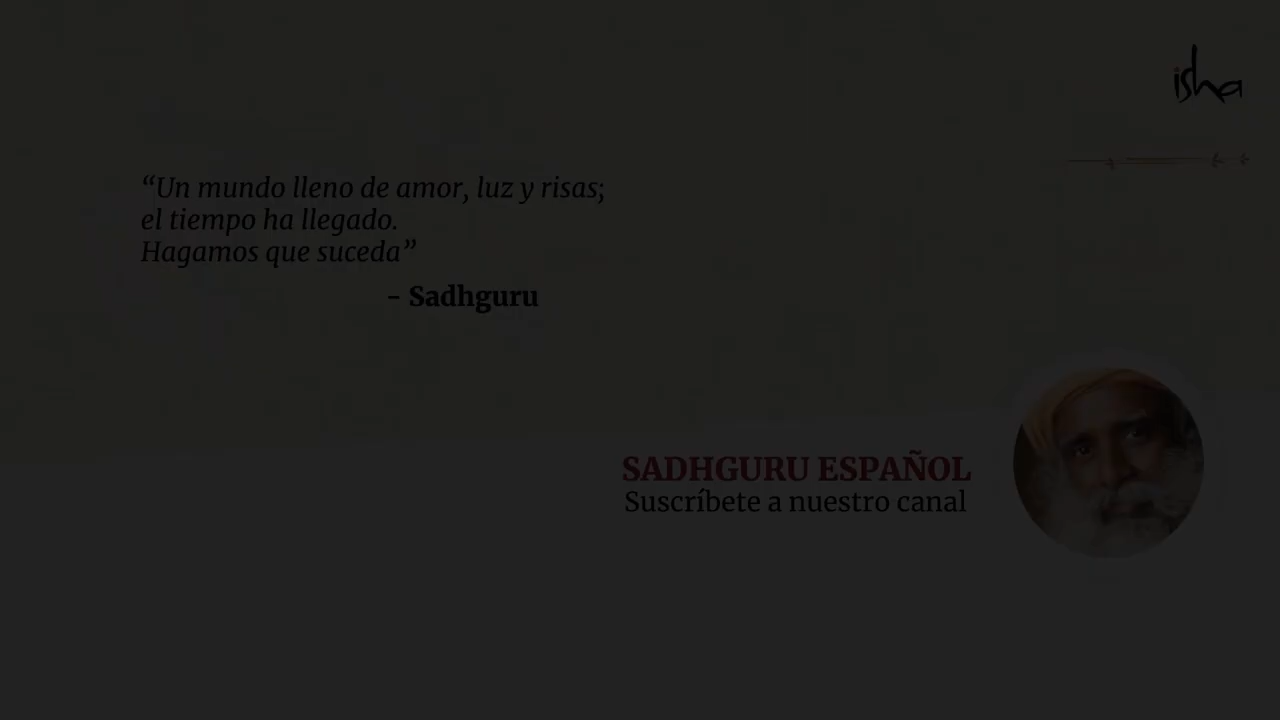 isha
“Un mundo lleno de amor, luz y risas;
el tiempo ha llegado.
Hagamos que suceda”
- Sadhguru
SADHGURU ESPAÑOL
Suscríbete a nuestro canal